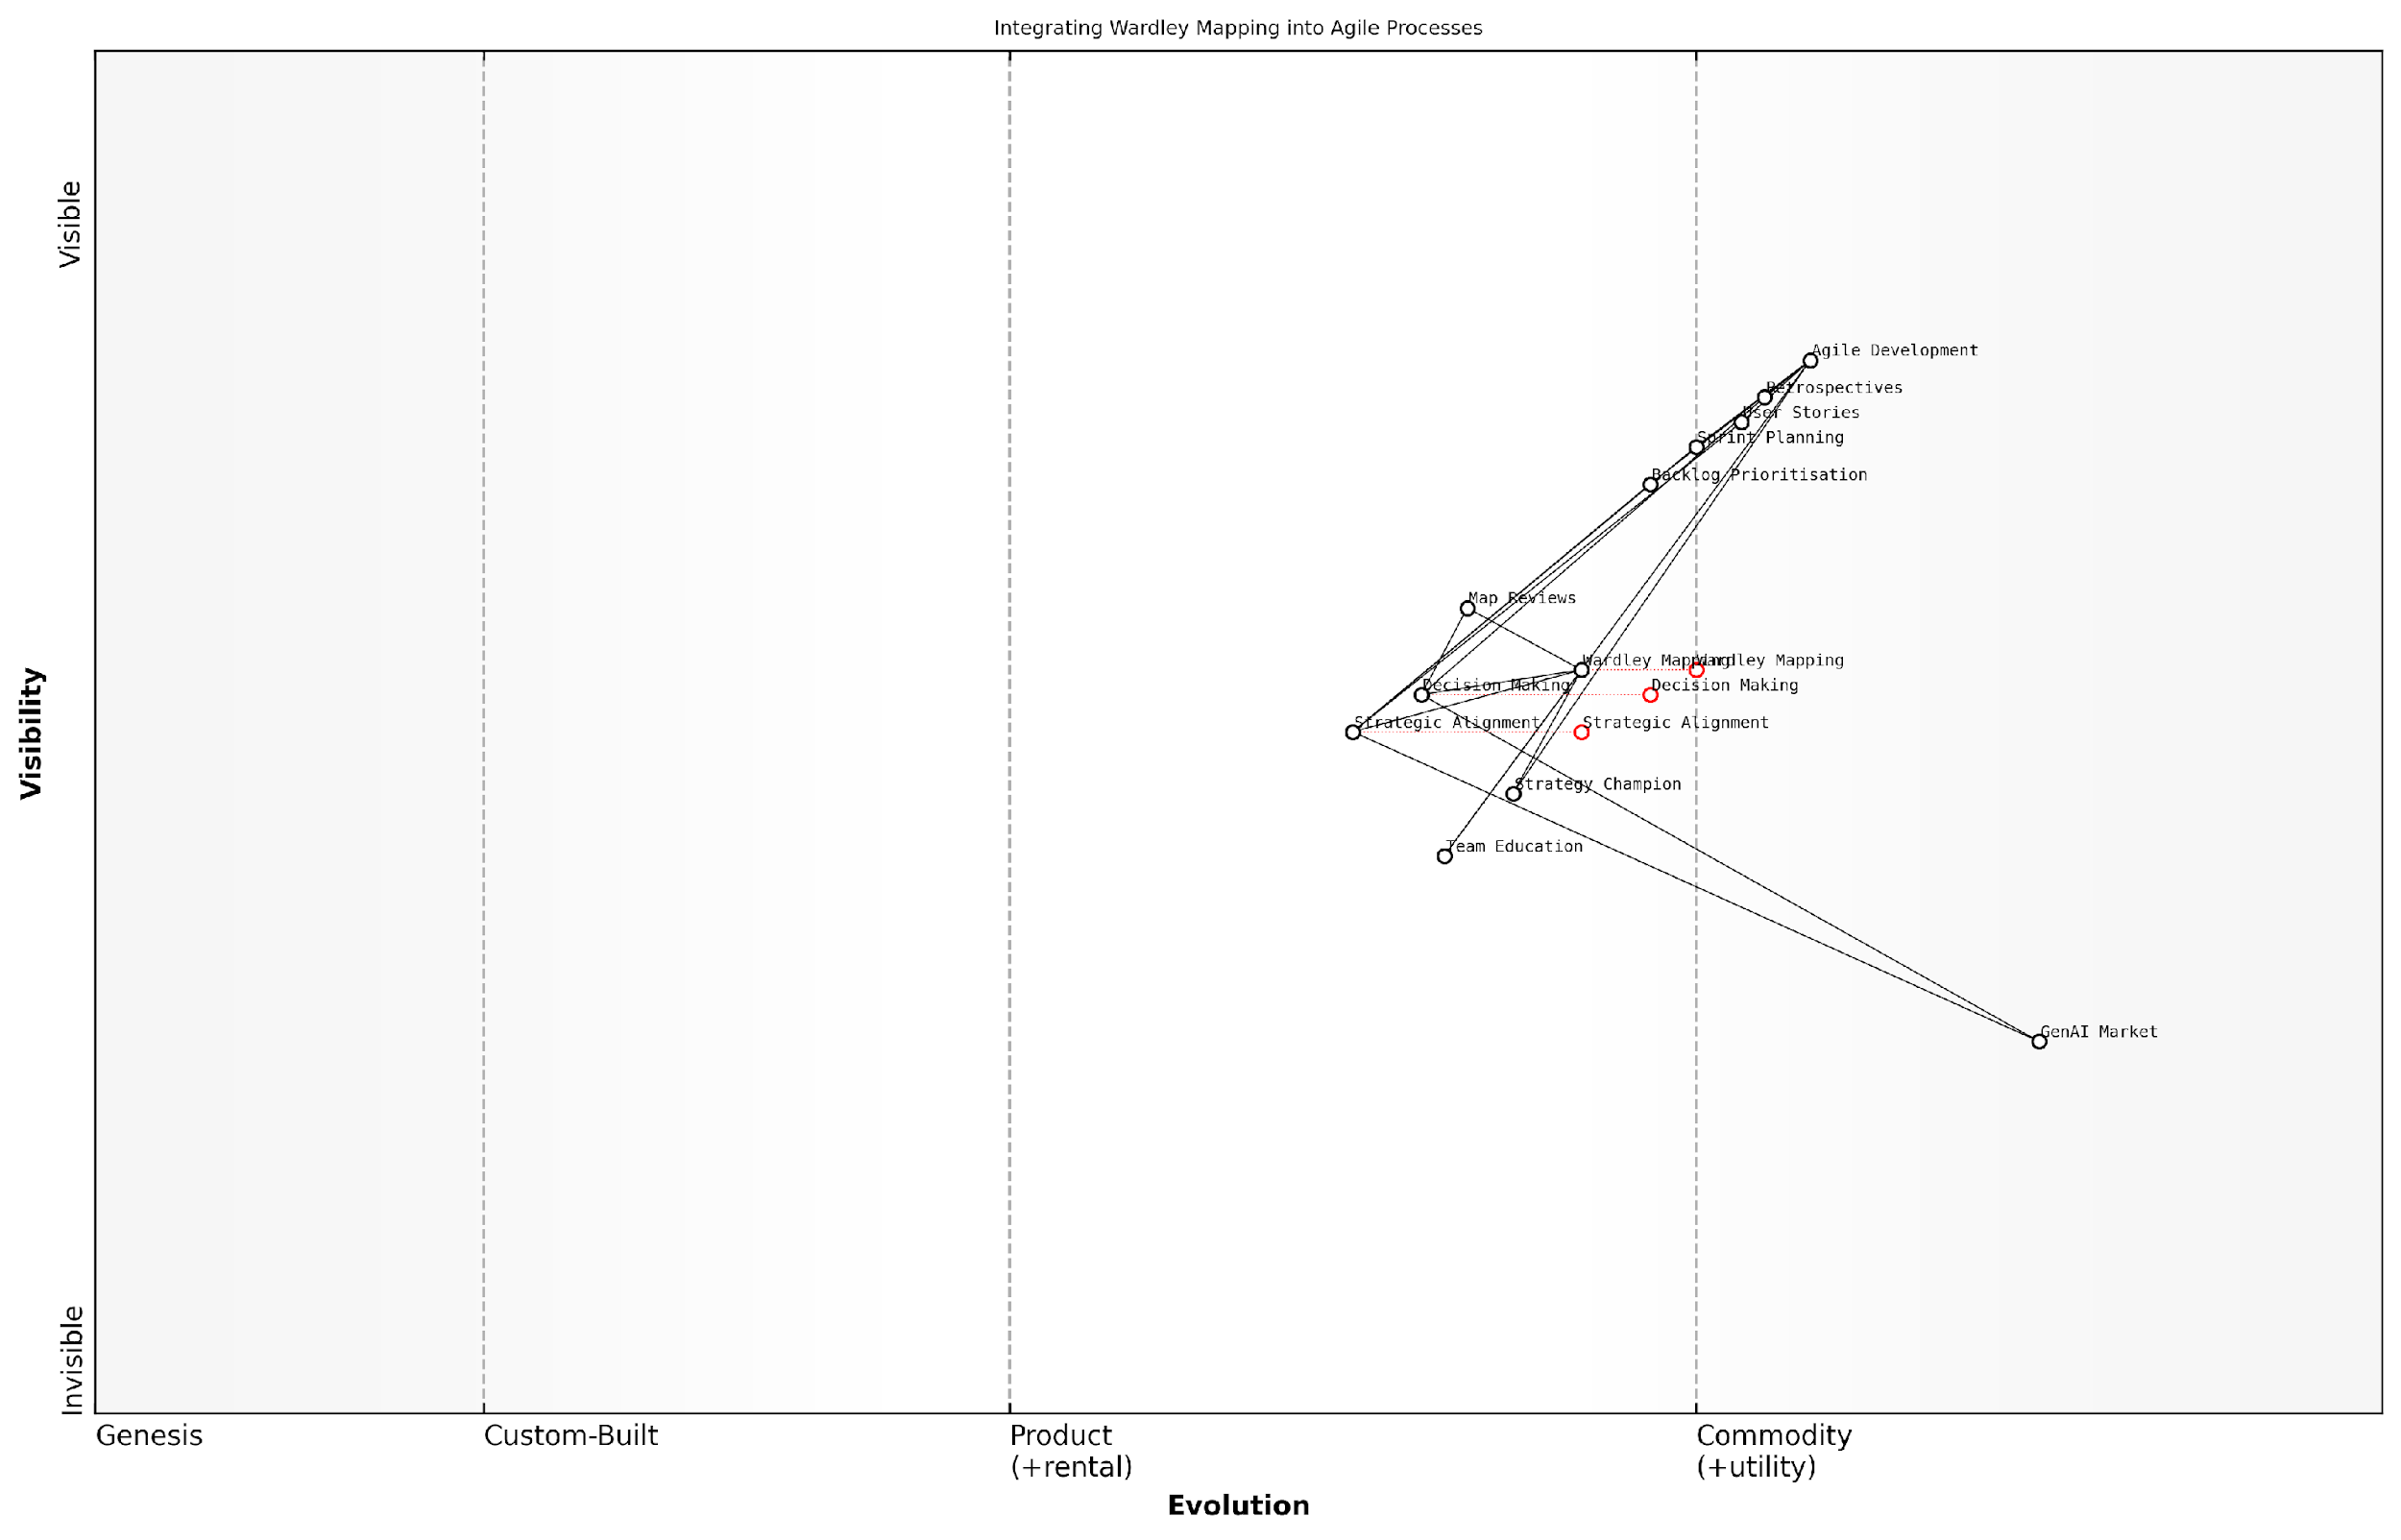 Integrating Wardley Mapping into Agile Processes
Visible
Agile Development
Retrospectives
User Stories
Sprint Planning
Backlog Prioritisation
Map Reviews
Wardley Mapping
Wardley Mapping
Decision Making
Decision Making
Strategic Alignment
Strategic Alignment
Strategy Champion
Team Education
GenAI Market
Visibility
Invisible
Genesis
Custom-Built
Product
(+rental)
Commodity
(+utility)
Evolution